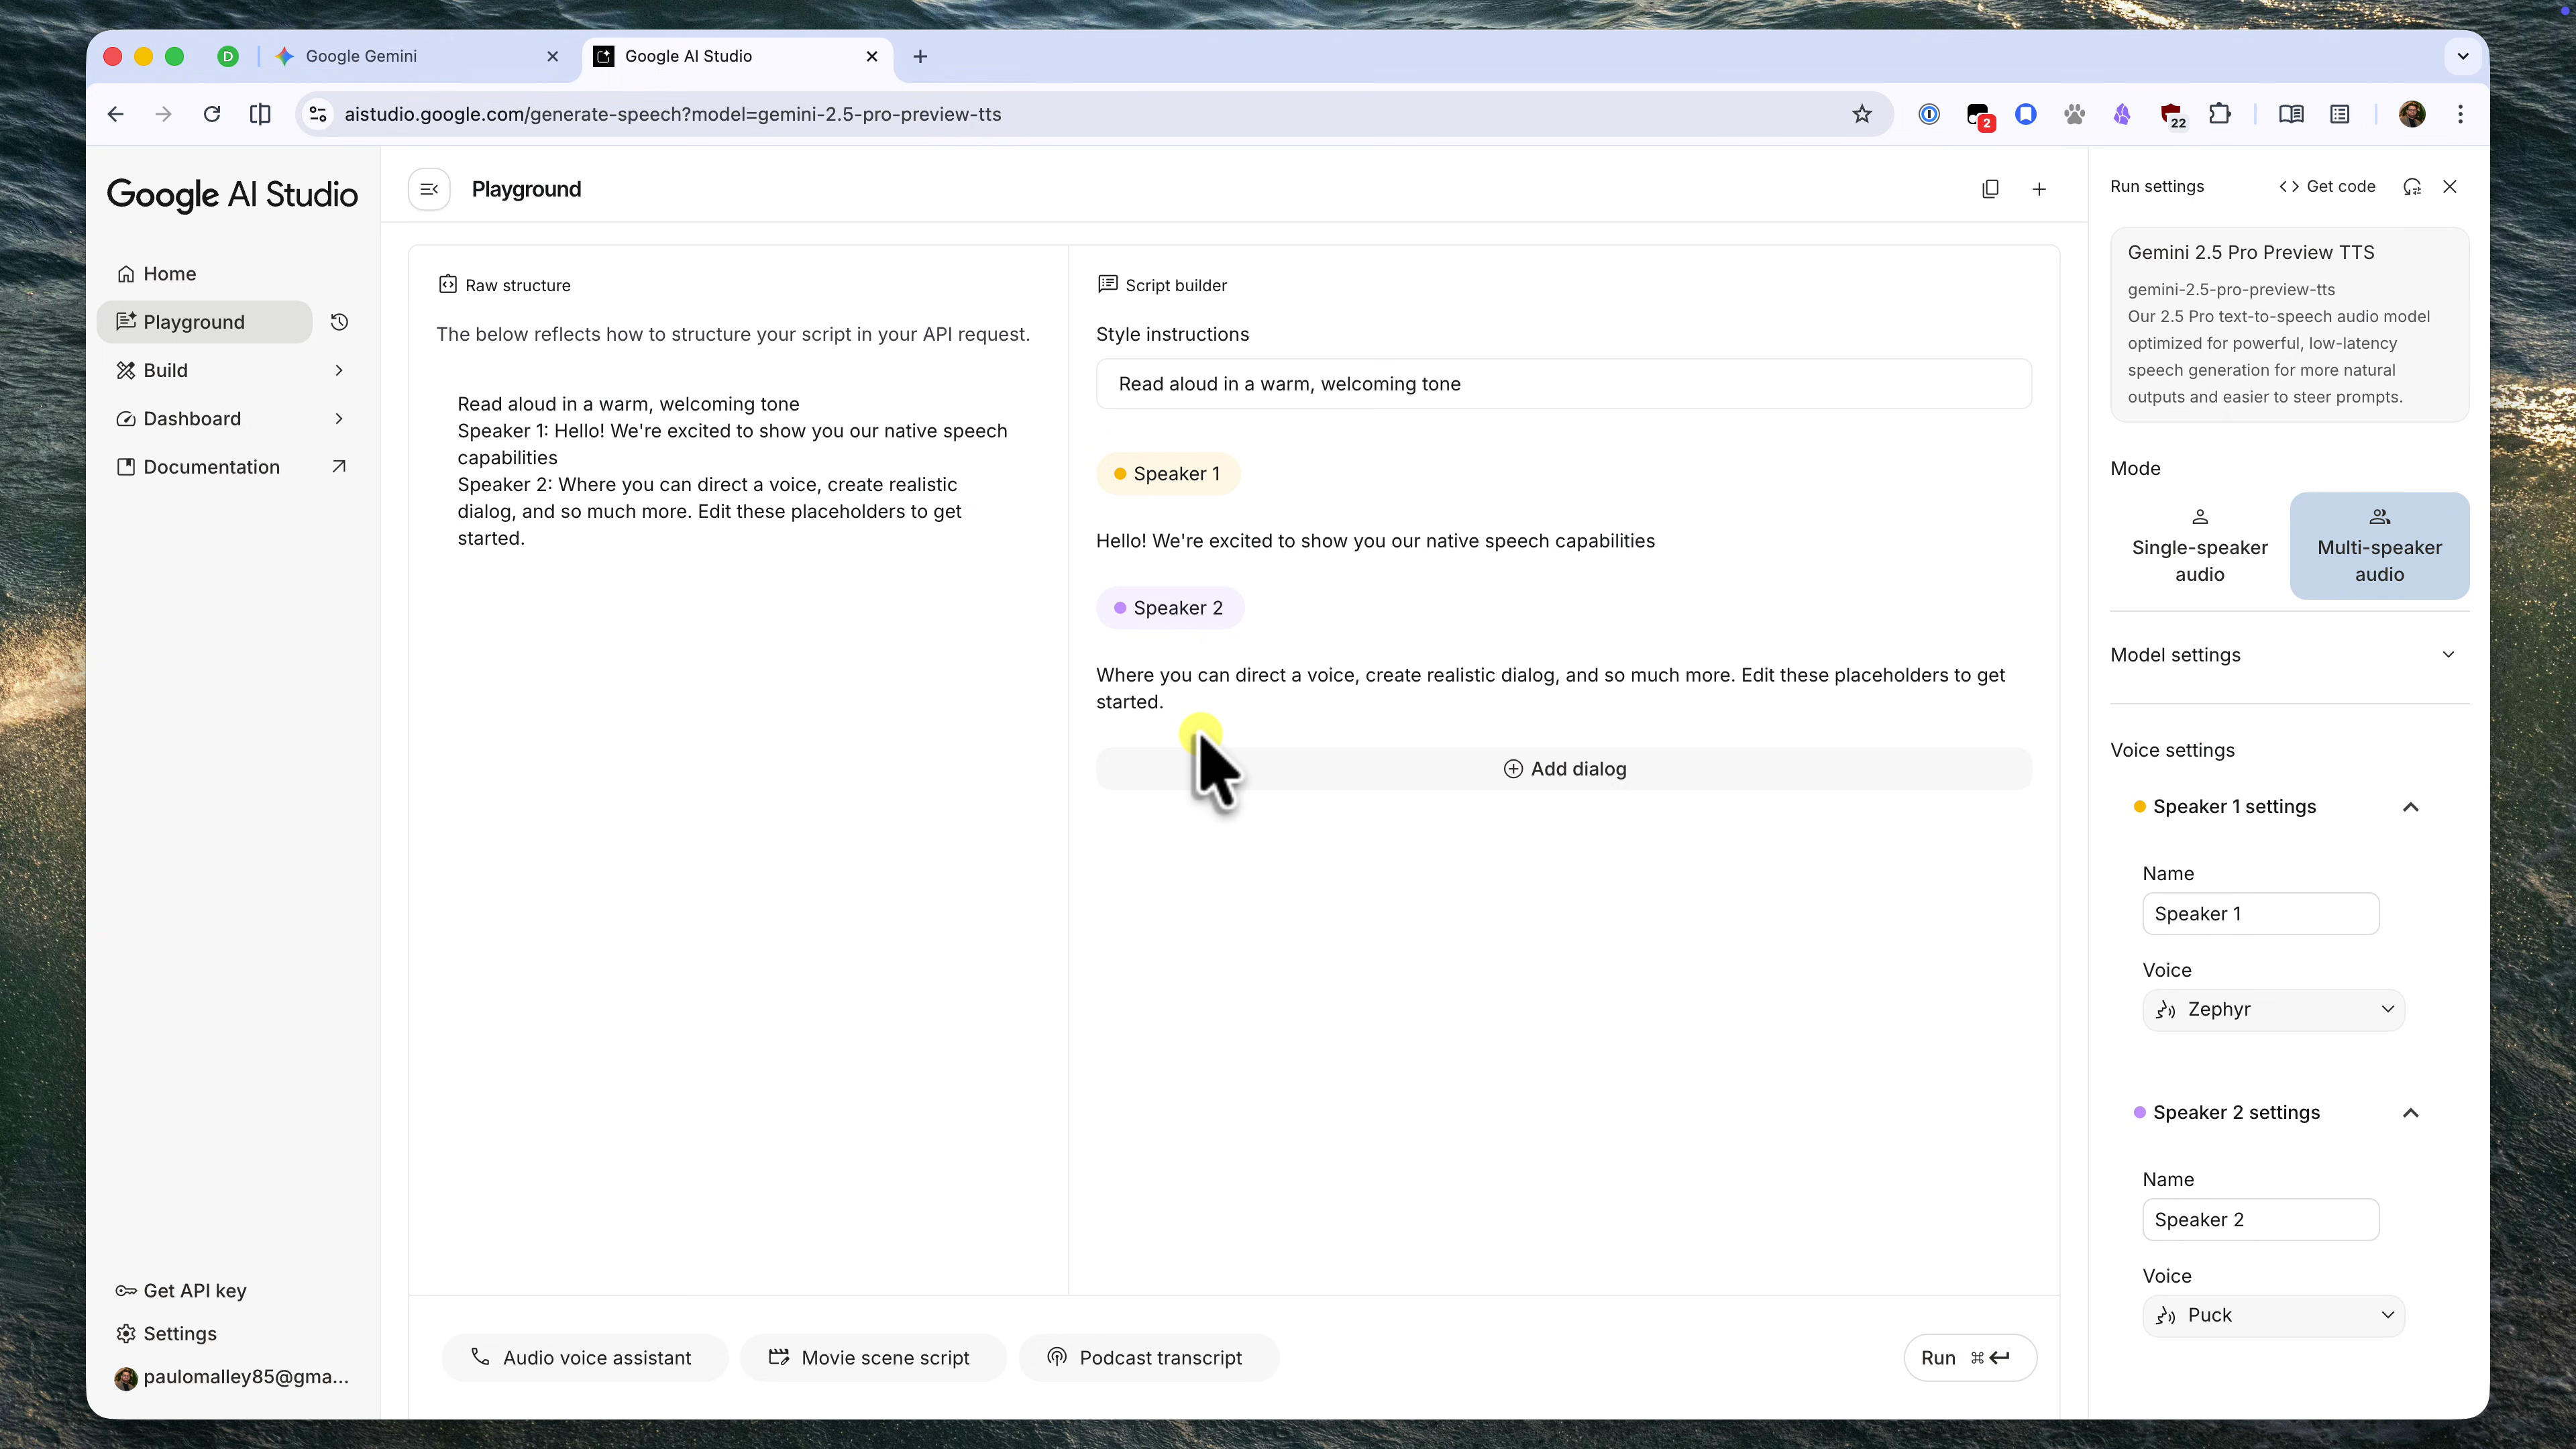 D
Google Gemini
Google AI Studio
aistudio.google.com/generate-speech?model=gemini-2.5-pro-preview-tts
2
22
Google AI Studio
Home
Playground
Build
Dashboard
Documentation
Get API key
Settings
paulomalley85@gma...
Playground
Raw structure
The below reflects how to structure your script in your API request.
Read aloud in a warm, welcoming tone
Speaker 1: Hello! We're excited to show you our native speech
capabilities
Speaker 2: Where you can direct a voice, create realistic
dialog, and so much more. Edit these placeholders to get
started.
Script builder
Style instructions
Read aloud in a warm, welcoming tone
Speaker 1
Hello! We're excited to show you our native speech capabilities
Speaker 2
Where you can direct a voice, create realistic dialog, and so much more. Edit these placeholders to get
started.
Add dialog
Audio voice assistant
Movie scene script
Podcast transcript
Run ⌘
Run settings
Get code
Gemini 2.5 Pro Preview TTS
gemini-2.5-pro-preview-tts
Our 2.5 Pro text-to-speech audio model
optimized for powerful, low-latency
speech generation for more natural
outputs and easier to steer prompts.
Mode
Single-speaker
audio
Multi-speaker
audio
Model settings
Voice settings
Speaker 1 settings
Name
Speaker 1
Voice
Zephyr
Speaker 2 settings
Name
Speaker 2
Voice
Puck